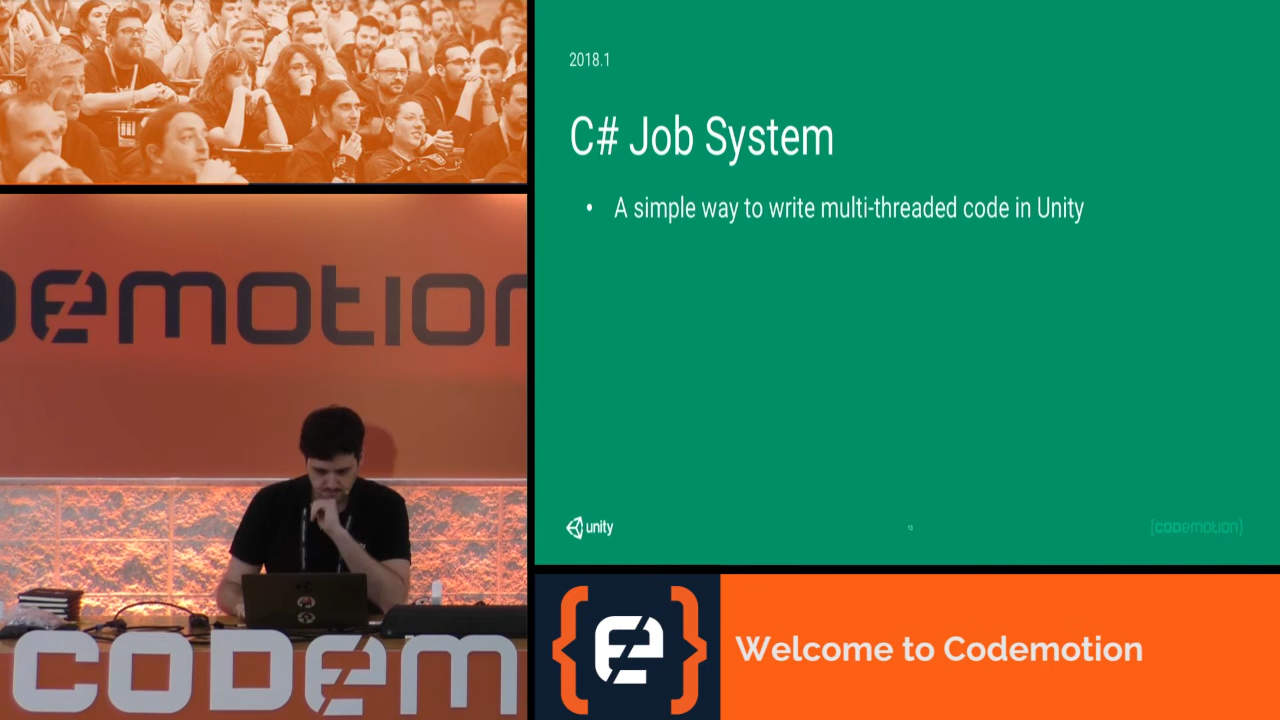 2018.1
C# Job System
• A simple way to write multi-threaded code in Unity
unity
{codemotion}
emotion
CODEM
Welcome to Codemotion